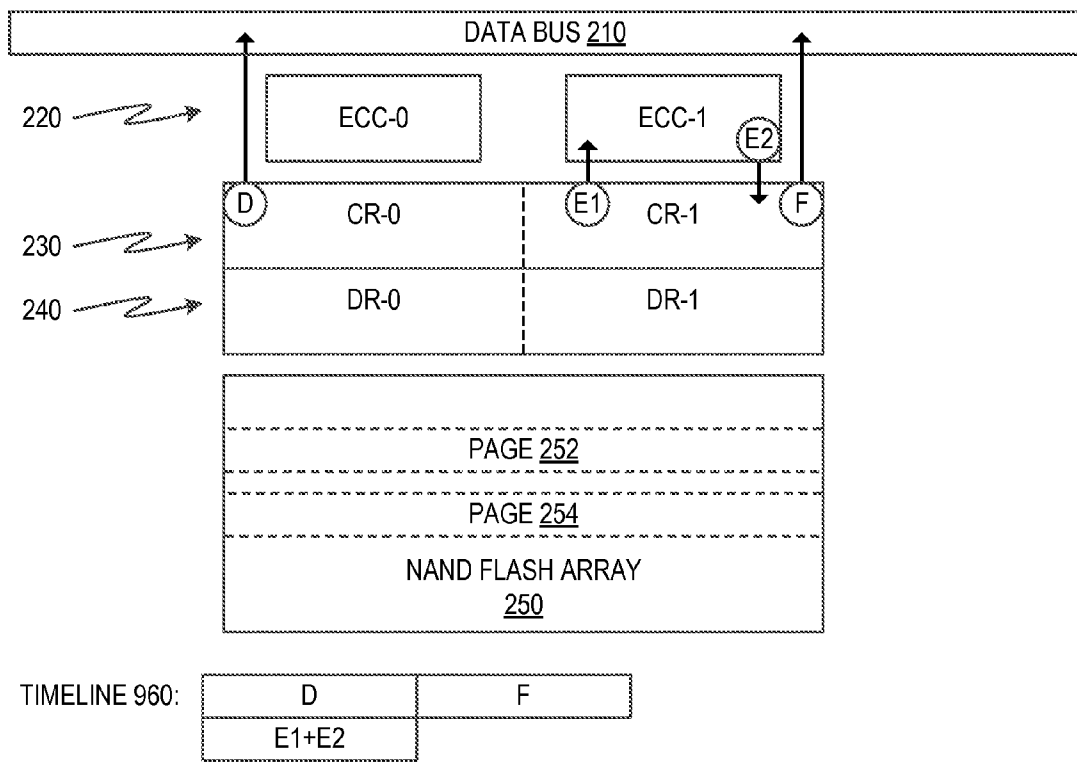 DATA BUS 210
220
ECC-0
ECC-1
E2
D
CR-0
E1
CR-1
F
230
240
DR-0
DR-1
PAGE 252
PAGE 254
NAND FLASH ARRAY
250
TIMELINE 960:
D
F
E1+E2